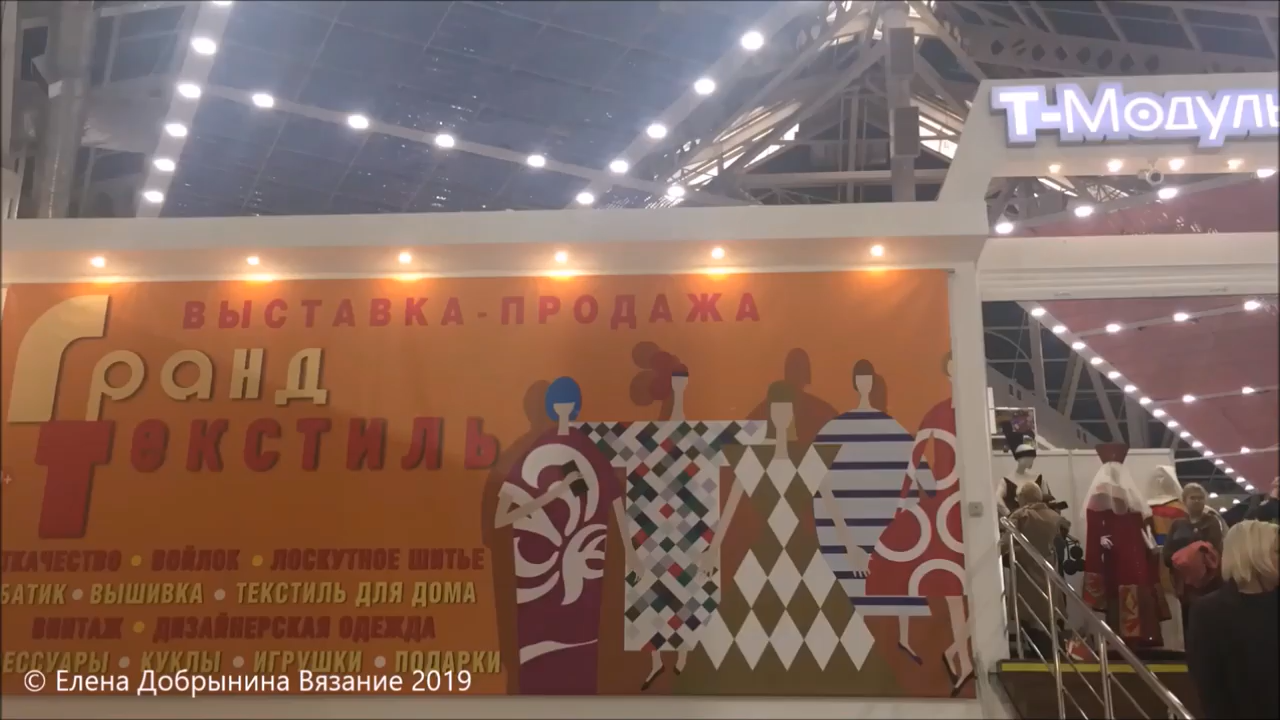 Т-Модуль
ВЫСТАВКА-ПРОДАЖА
Гранд
Текстиль
ТКАЧЕСТВО • ВОЙЛОК • ЛОСКУТНОЕ ШИТЬЕ
БАТИК • ВЫШИВКА • ТЕКСТИЛЬ ДЛЯ ДОМА
ВИНТАЖ • ДИЗАЙНЕРСКАЯ ОДЕЖДА
ЕССУАРЫ • КУКЛЫ • ИГРУШКИ • ПОДАРКИ
© Елена Добрынина Вязание 2019